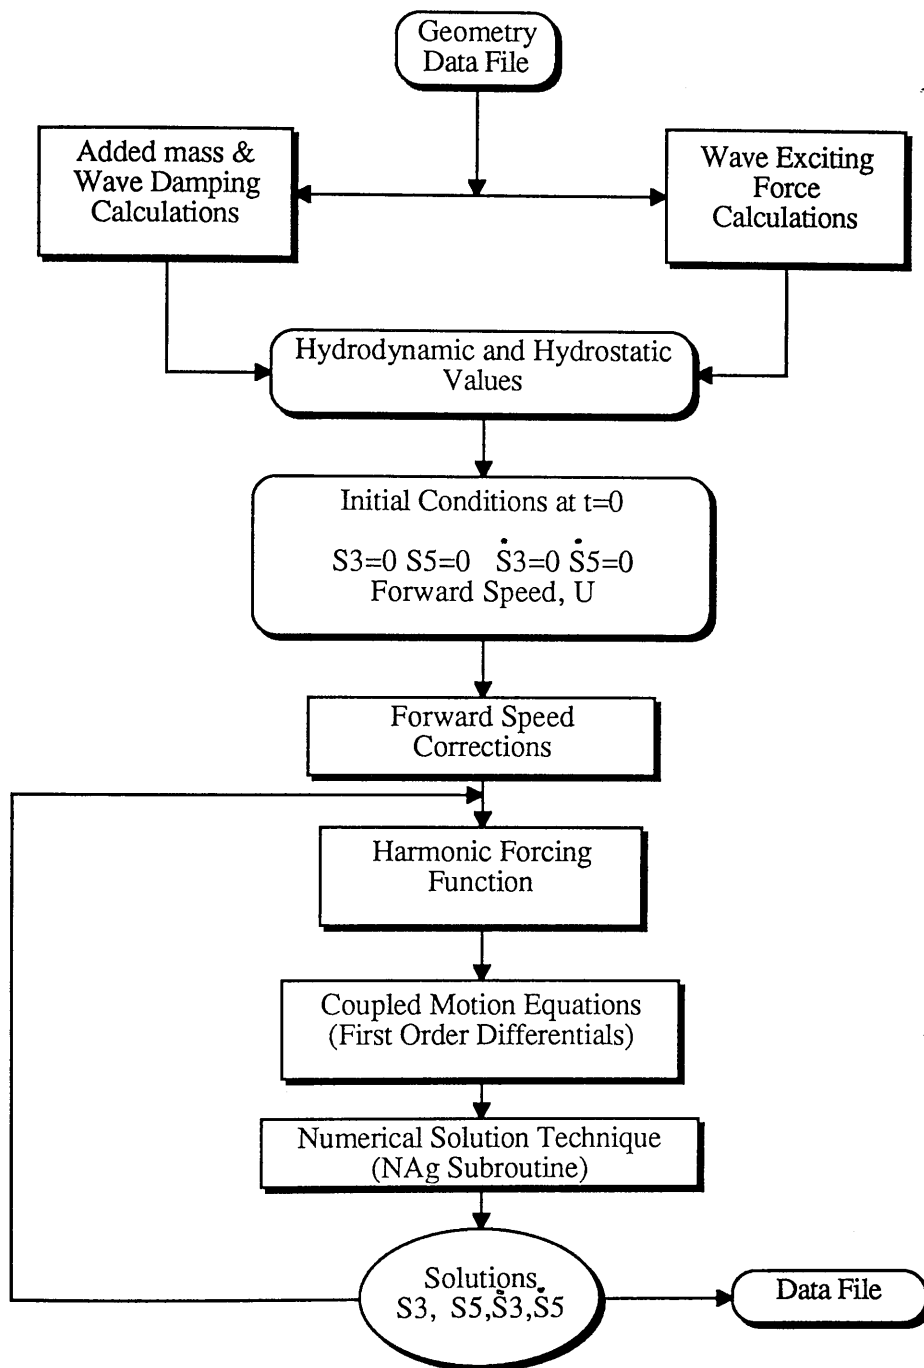 Geometry
Data File
Added mass &
Wave Damping
Calculations
Wave Exciting
Force
Calculations
Hydrodynamic and Hydrostatic
Values
Initial Conditions at t=0
S3=0 S5=0 Ṡ3=0 Ṡ5=0
Forward Speed, U
Forward Speed
Corrections
Harmonic Forcing
Function
Coupled Motion Equations
(First Order Differentials)
Numerical Solution Technique
(NAg Subroutine)
Solutions
S3, S5,Ṡ3,Ṡ5
Data File